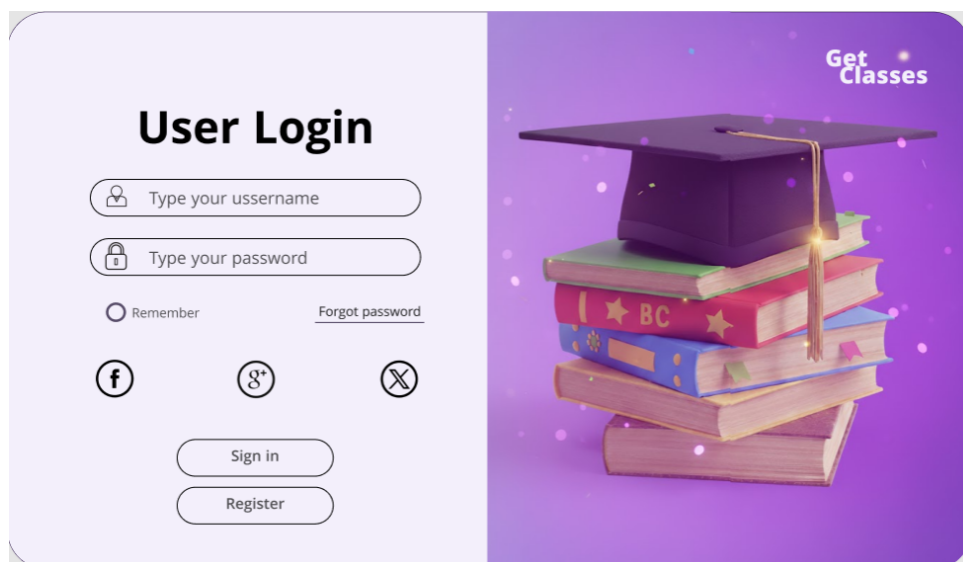 Get
Classes
User Login
Type your ussername
Type your password
Remember
Forgot password
f
g+
X
Sign in
Register
BC